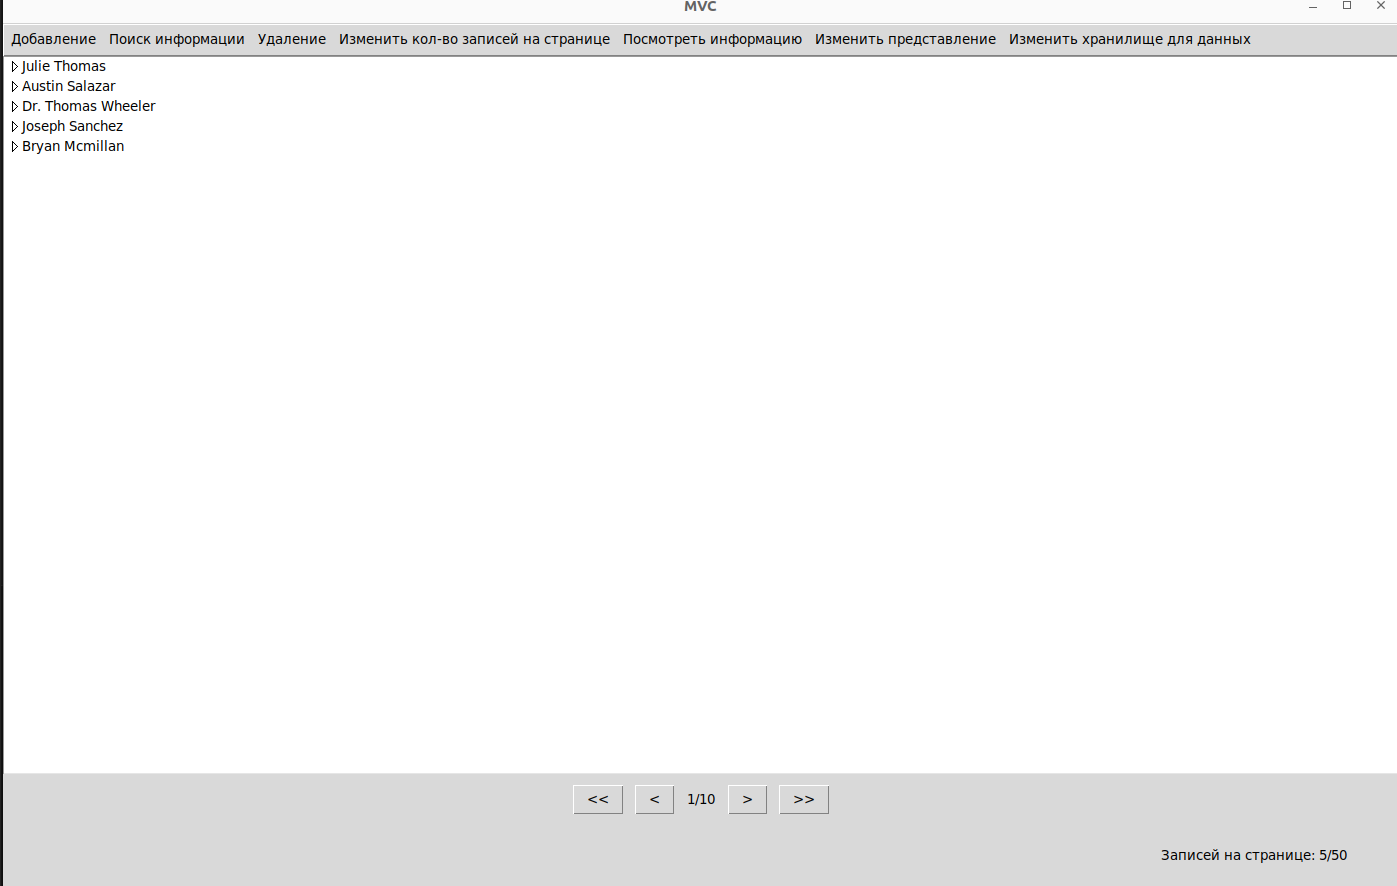 MVC
Добавление Поиск информации Удаление Изменить кол-во записей на странице Посмотреть информацию Изменить представление Изменить хранилище для данных
Julie Thomas
Austin Salazar
Dr. Thomas Wheeler
Joseph Sanchez
Bryan Mcmillan
<< < 1/10 > >>
Записей на странице: 5/50